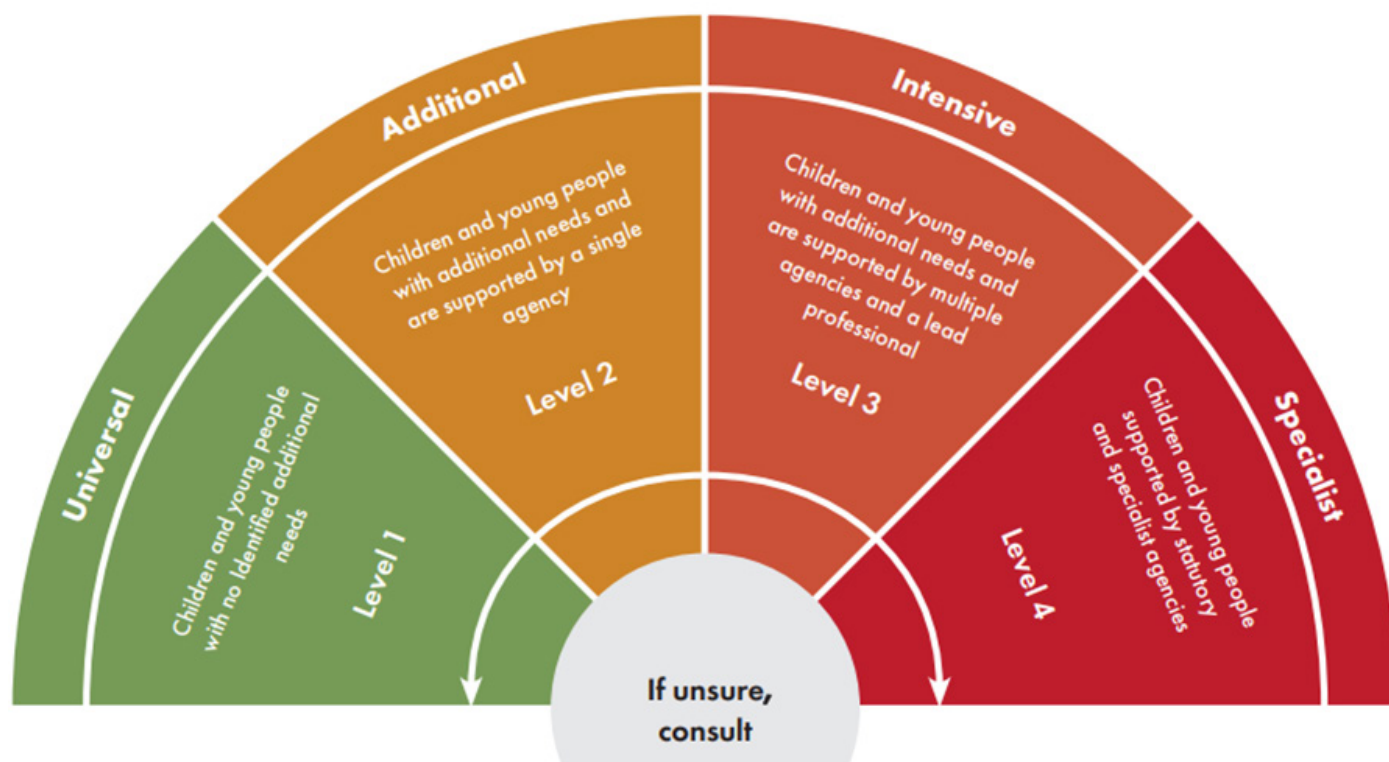 Universal
Children and young people
with no Identified additional
needs
Level 1
Additional
Children and young people
with additional needs and
are supported by a single
agency
Level 2
Intensive
Children and young people
with additional needs and
are supported by multiple
agencies and a lead
professional
Level 3
Specialist
Children and young people
supported by statutory
and specialist agencies
Level 4
If unsure,
consult